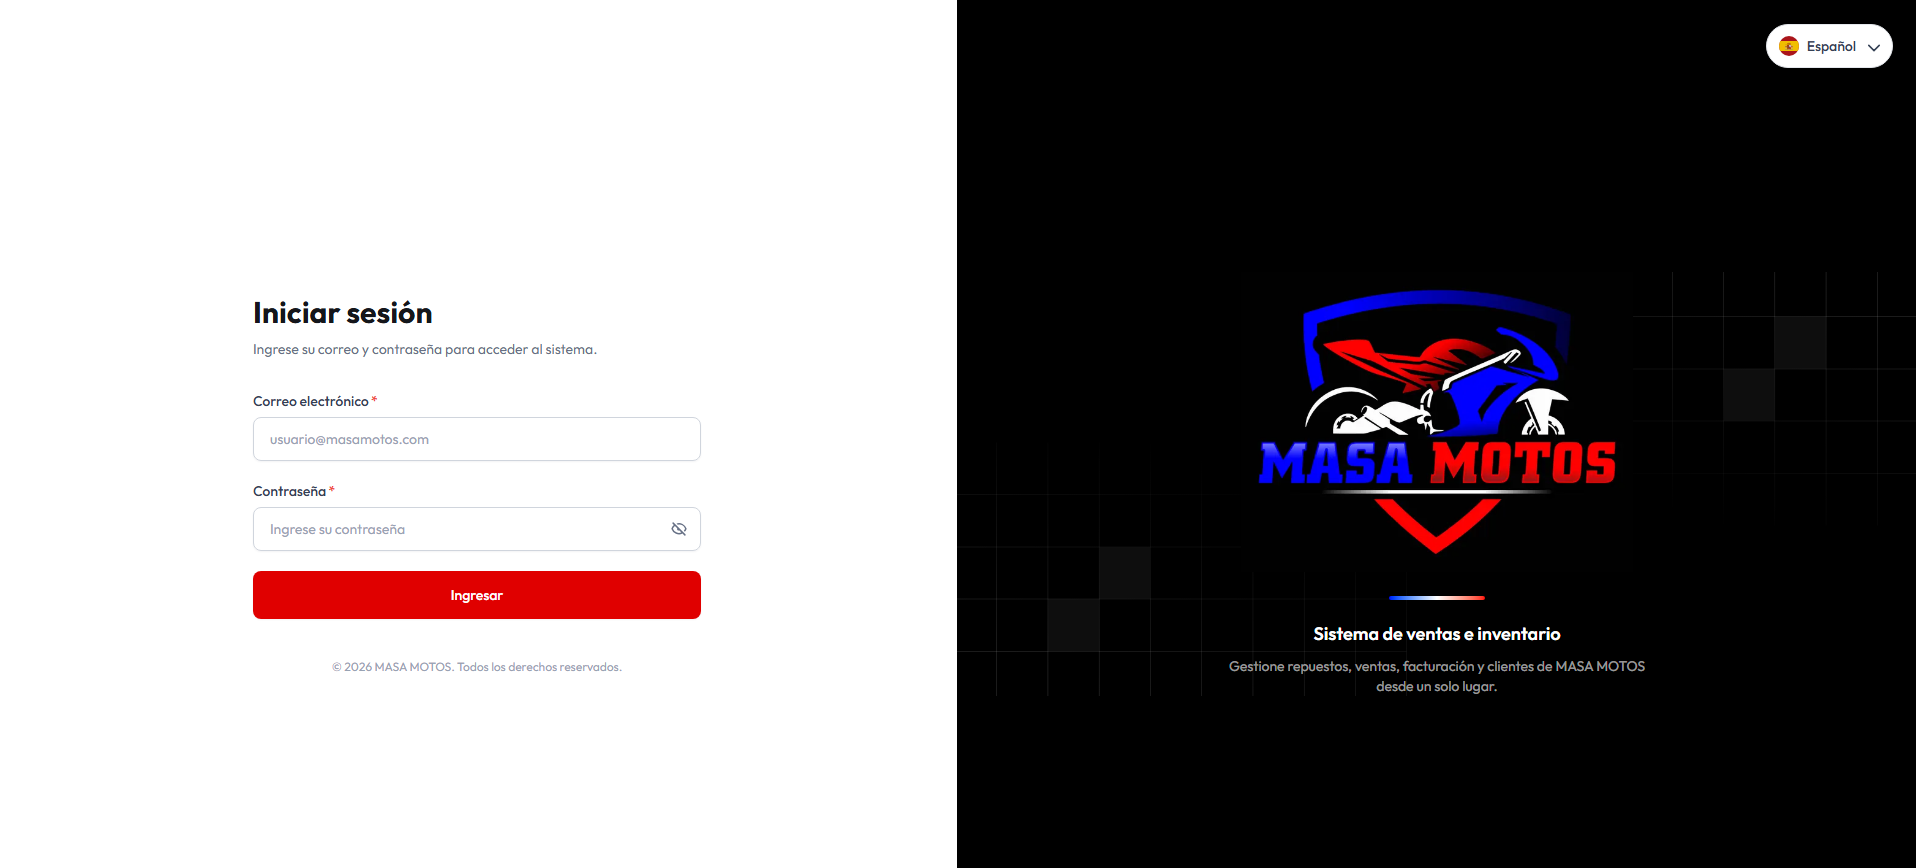 Iniciar sesión
Ingrese su correo y contraseña para acceder al sistema.
Correo electrónico *
usuario@masamotos.com
Contraseña *
Ingrese su contraseña
Ingresar
© 2026 MASA MOTOS. Todos los derechos reservados.
Español
MASA MOTOS
Sistema de ventas e inventario
Gestione repuestos, ventas, facturación y clientes de MASA MOTOS
desde un solo lugar.